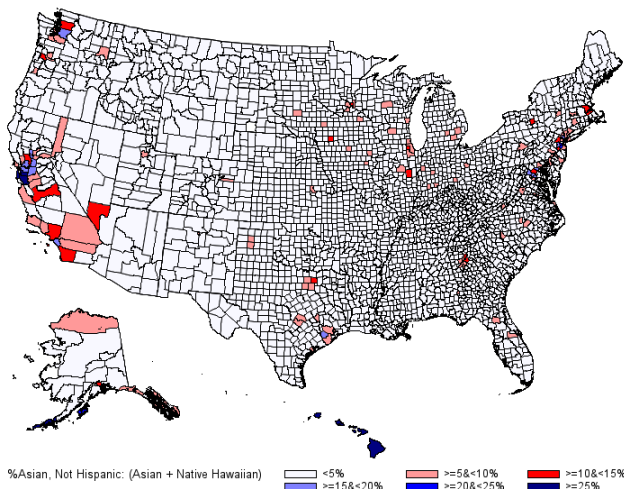 %Asian, Not Hispanic: (Asian + Native Hawaiian) <5% >=5&<10% >=10&<15%
>=15&<20% >=20&<25% >=25%